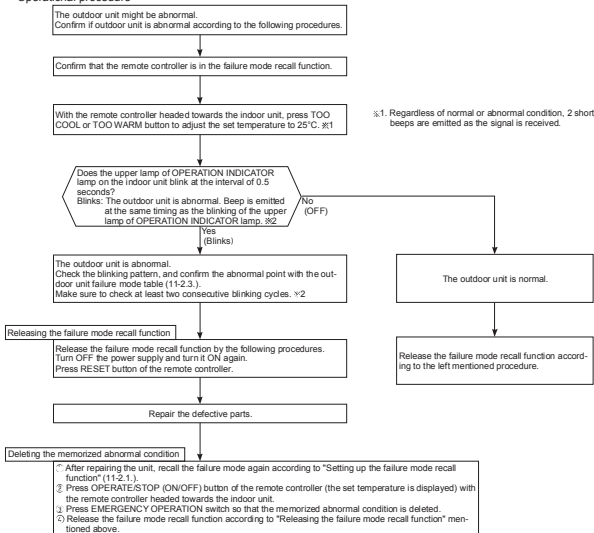 Operational procedure
The outdoor unit might be abnormal.
Confirm if outdoor unit is abnormal according to the following procedures.
Confirm that the remote controller is in the failure mode recall function.
With the remote controller headed towards the indoor unit, press TOO
COOL or TOO WARM button to adjust the set temperature to 25°C. ※1
※1. Regardless of normal or abnormal condition, 2 short
beeps are emitted as the signal is received.
Does the upper lamp of OPERATION INDICATOR
lamp on the indoor unit blink at the interval of 0.5
seconds?
Blinks: The outdoor unit is abnormal. Beep is emitted
at the same timing as the blinking of the upper
lamp of OPERATION INDICATOR lamp. ※2
No
(OFF)
Yes
(Blinks)
The outdoor unit is abnormal.
Check the blinking pattern, and confirm the abnormal point with the out-
door unit failure mode table (11-2.3.).
Make sure to check at least two consecutive blinking cycles. ※2
The outdoor unit is normal.
Releasing the failure mode recall function
Release the failure mode recall function by the following procedures.
Turn OFF the power supply and turn it ON again.
Press RESET button of the remote controller.
Release the failure mode recall function accord-
ing to the left mentioned procedure.
Repair the defective parts.
Deleting the memorized abnormal condition
① After repairing the unit, recall the failure mode again according to "Setting up the failure mode recall
function" (11-2.1.).
② Press OPERATE/STOP (ON/OFF) button of the remote controller (the set temperature is displayed) with
the remote controller headed towards the indoor unit.
③ Press EMERGENCY OPERATION switch so that the memorized abnormal condition is deleted.
④ Release the failure mode recall function according to "Releasing the failure mode recall function" men-
tioned above.